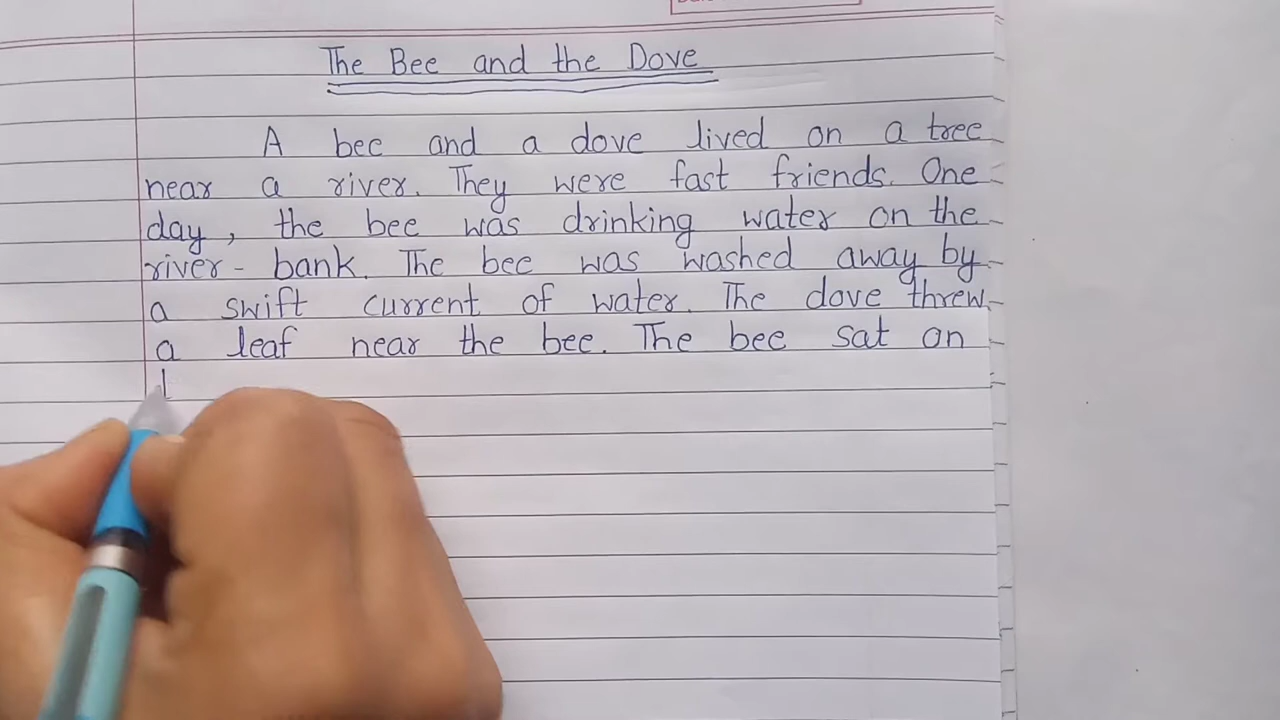 The Bee and the Dove
A bee and a dove lived on a tree
near a river. They were fast friends. One
day, the bee was drinking water on the
river-bank. The bee was washed away by
a swift current of water. The dove threw
a leaf near the bee. The bee sat on